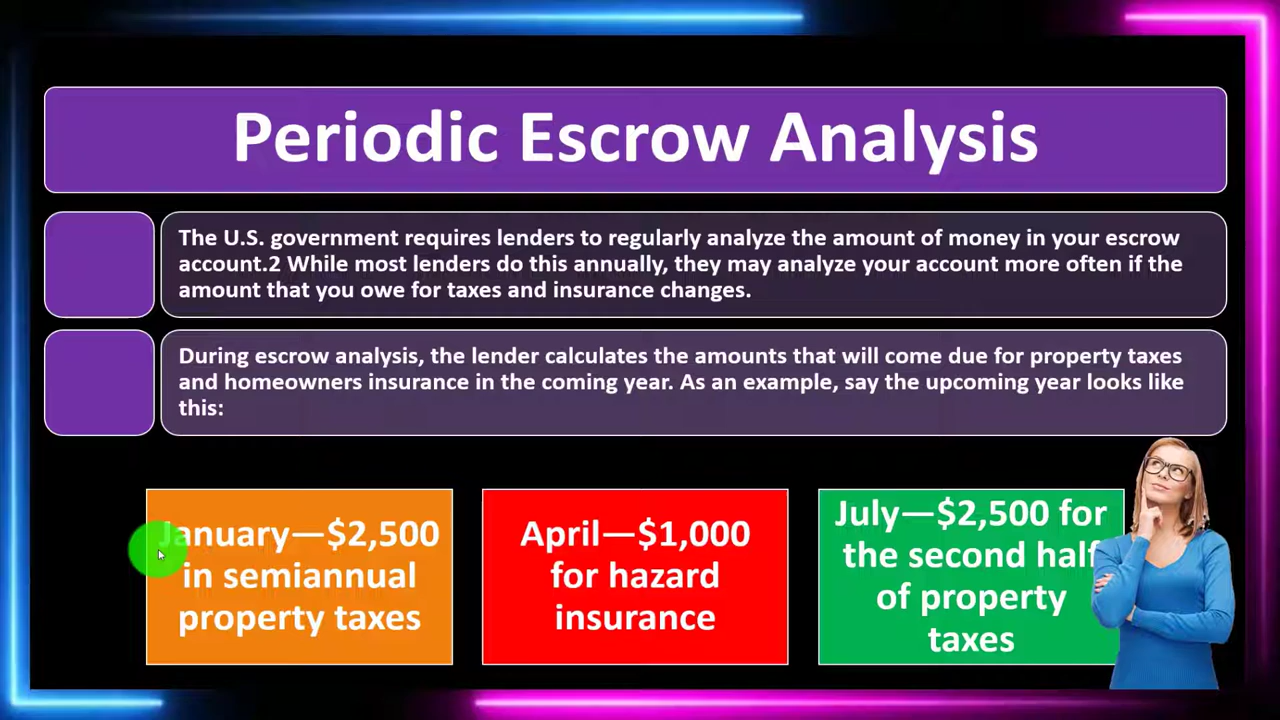 Periodic Escrow Analysis
The U.S. government requires lenders to regularly analyze the amount of money in your escrow
account.2 While most lenders do this annually, they may analyze your account more often if the
amount that you owe for taxes and insurance changes.
During escrow analysis, the lender calculates the amounts that will come due for property taxes
and homeowners insurance in the coming year. As an example, say the upcoming year looks like
this:
January—$2,500
in semiannual
property taxes
April—$1,000
for hazard
insurance
July—$2,500 for
the second half
of property
taxes